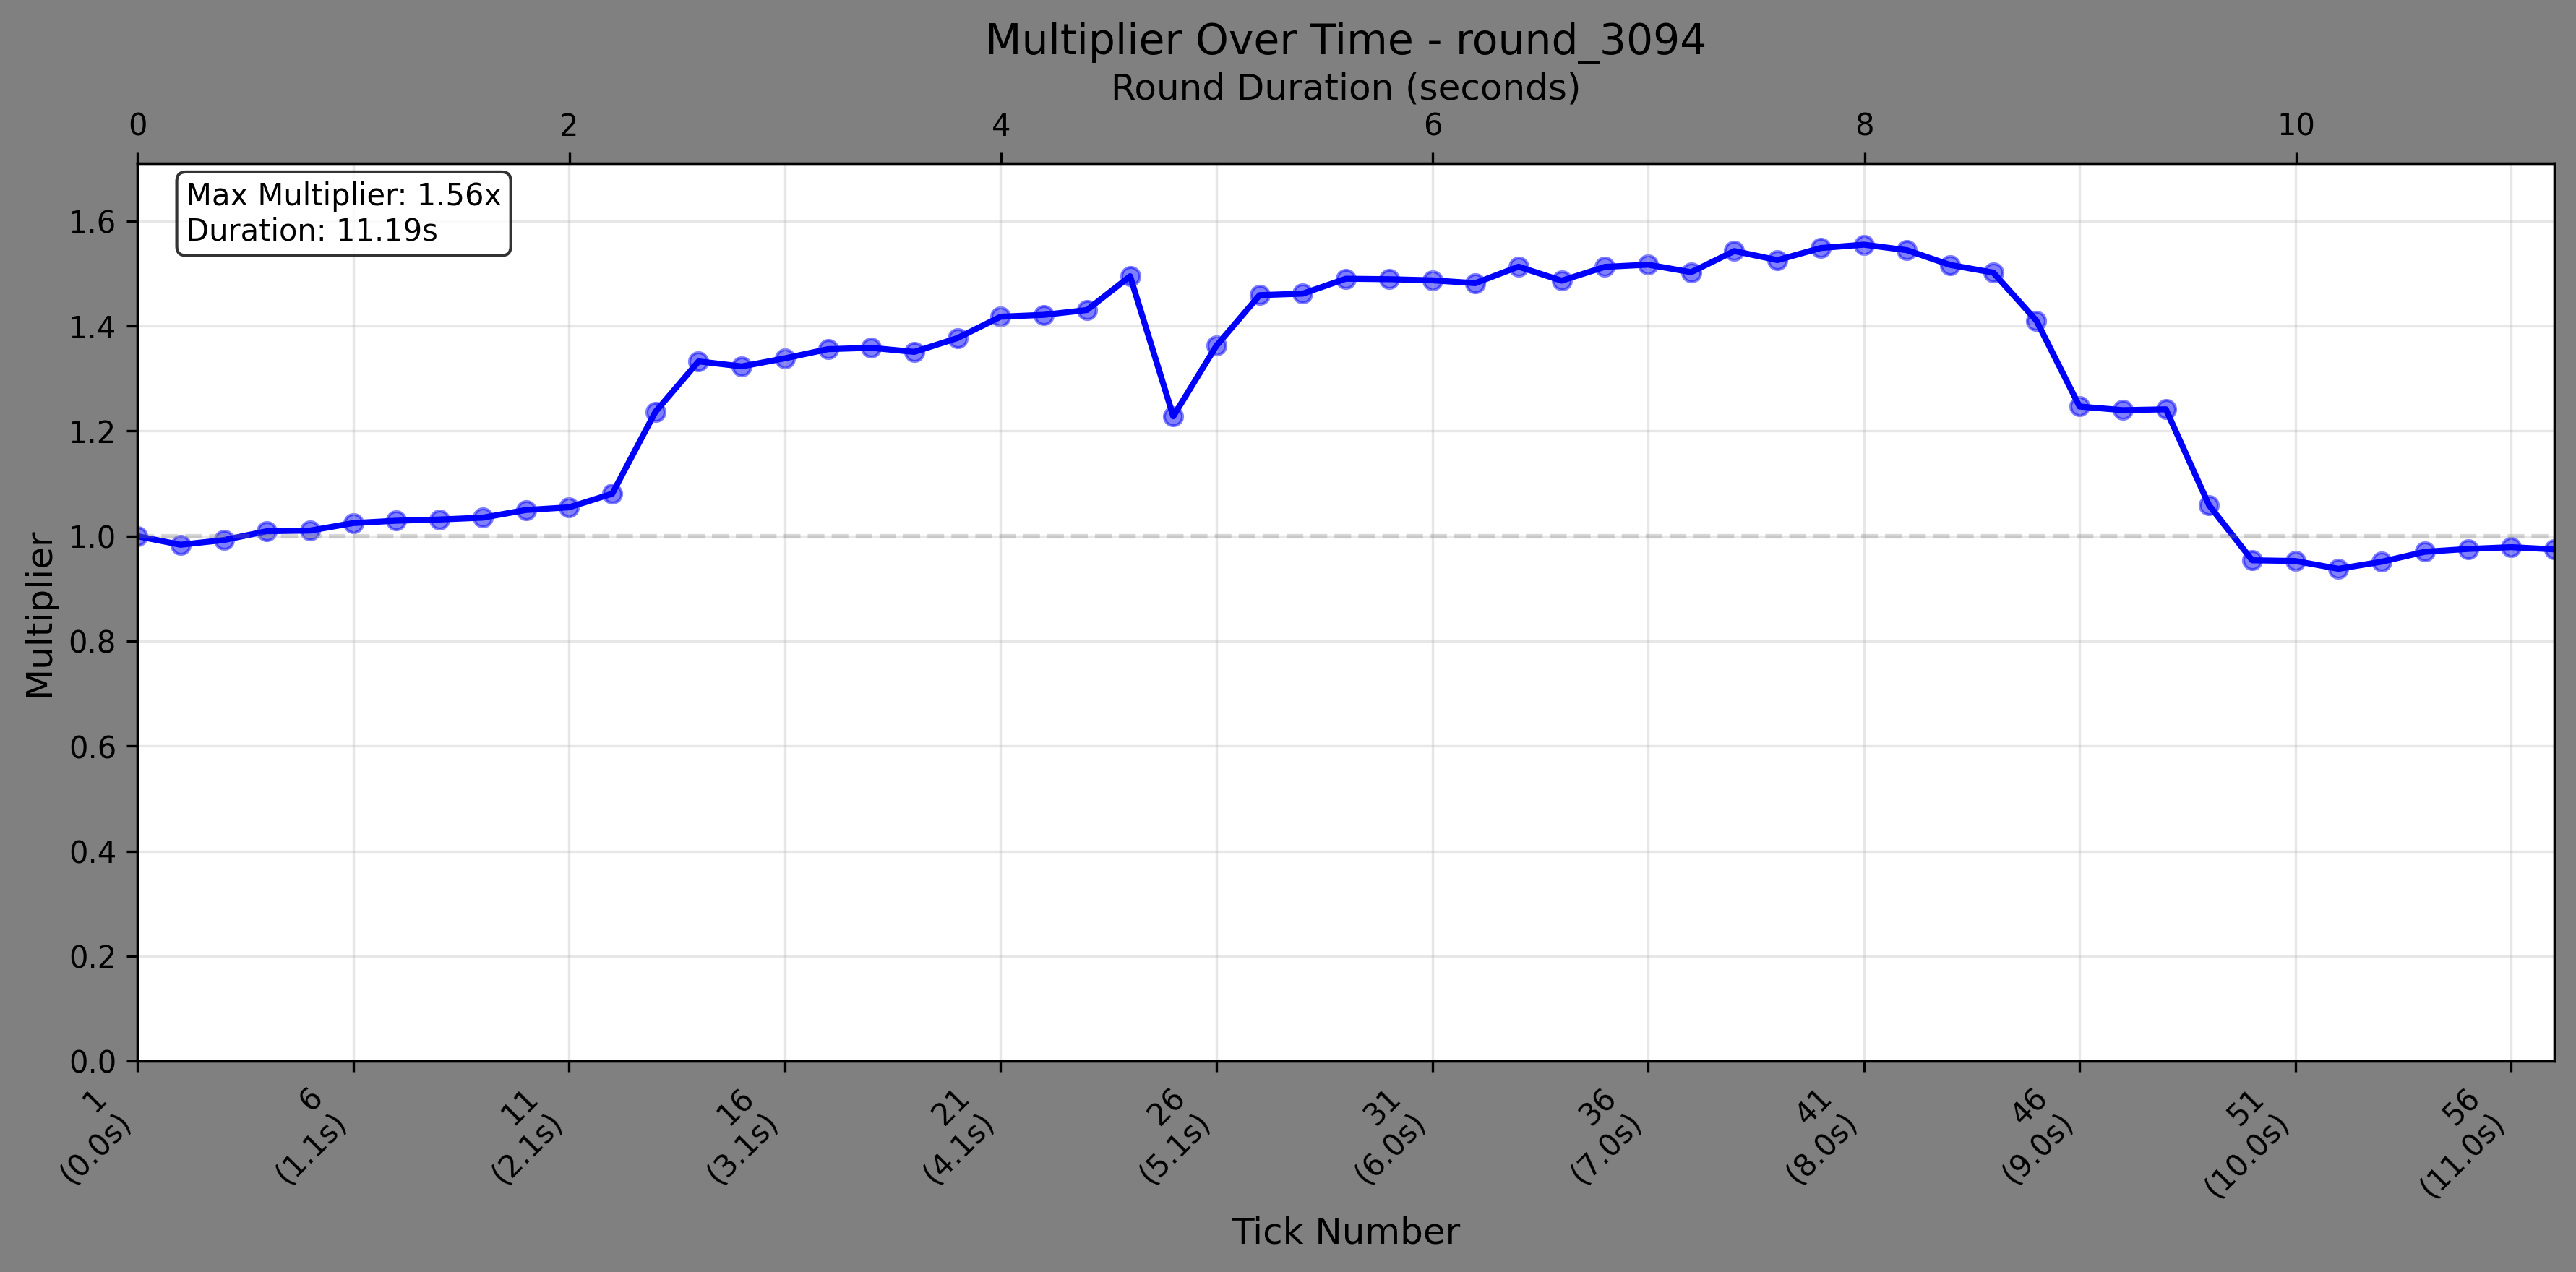 Multiplier Over Time - round_3094
Round Duration (seconds)
0 2 4 6 8 10
Max Multiplier: 1.56x
Duration: 11.19s
1.6
1.4
1.2
1.0
0.8
0.6
0.4
0.2
0.0
Multiplier
1
(0.0s)
6
(1.1s)
11
(2.1s)
16
(3.1s)
21
(4.1s)
26
(5.1s)
31
(6.0s)
36
(7.0s)
41
(8.0s)
46
(9.0s)
51
(10.0s)
56
(11.0s)
Tick Number